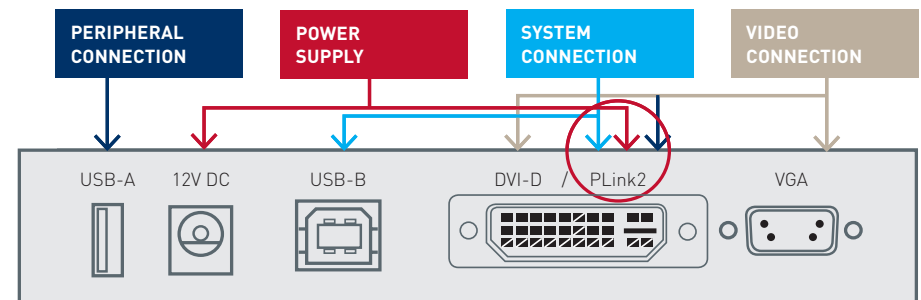 PERIPHERAL
CONNECTION
POWER
SUPPLY
SYSTEM
CONNECTION
VIDEO
CONNECTION
USB-A
12V DC
USB-B
DVI-D / PLink2
VGA